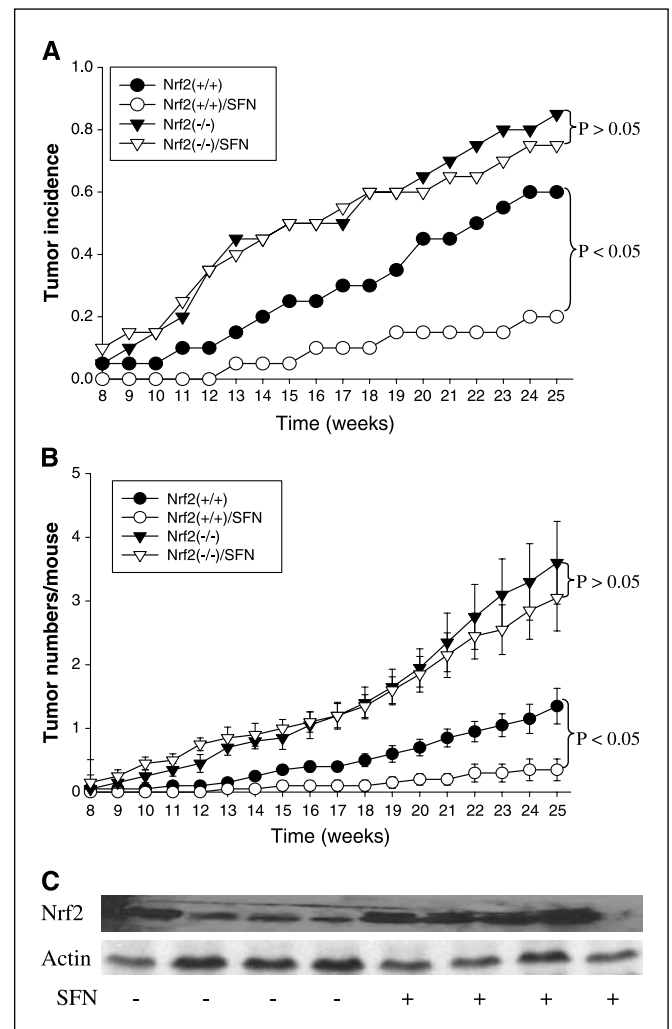 A
Nrf2(+/+)
Nrf2(+/+)/SFN
Nrf2(-/-)
Nrf2(-/-)/SFN
1.0
0.8
0.6
0.4
0.2
0.0
Tumor incidence
P > 0.05
P < 0.05
8 9 10 11 12 13 14 15 16 17 18 19 20 21 22 23 24 25
Time (weeks)
B
Nrf2(+/+)
Nrf2(+/+)/SFN
Nrf2(-/-)
Nrf2(-/-)/SFN
5
4
3
2
1
0
Tumor numbers/mouse
P > 0.05
P < 0.05
8 9 10 11 12 13 14 15 16 17 18 19 20 21 22 23 24 25
Time (weeks)
C
Nrf2
Actin
SFN - - - - + + + +